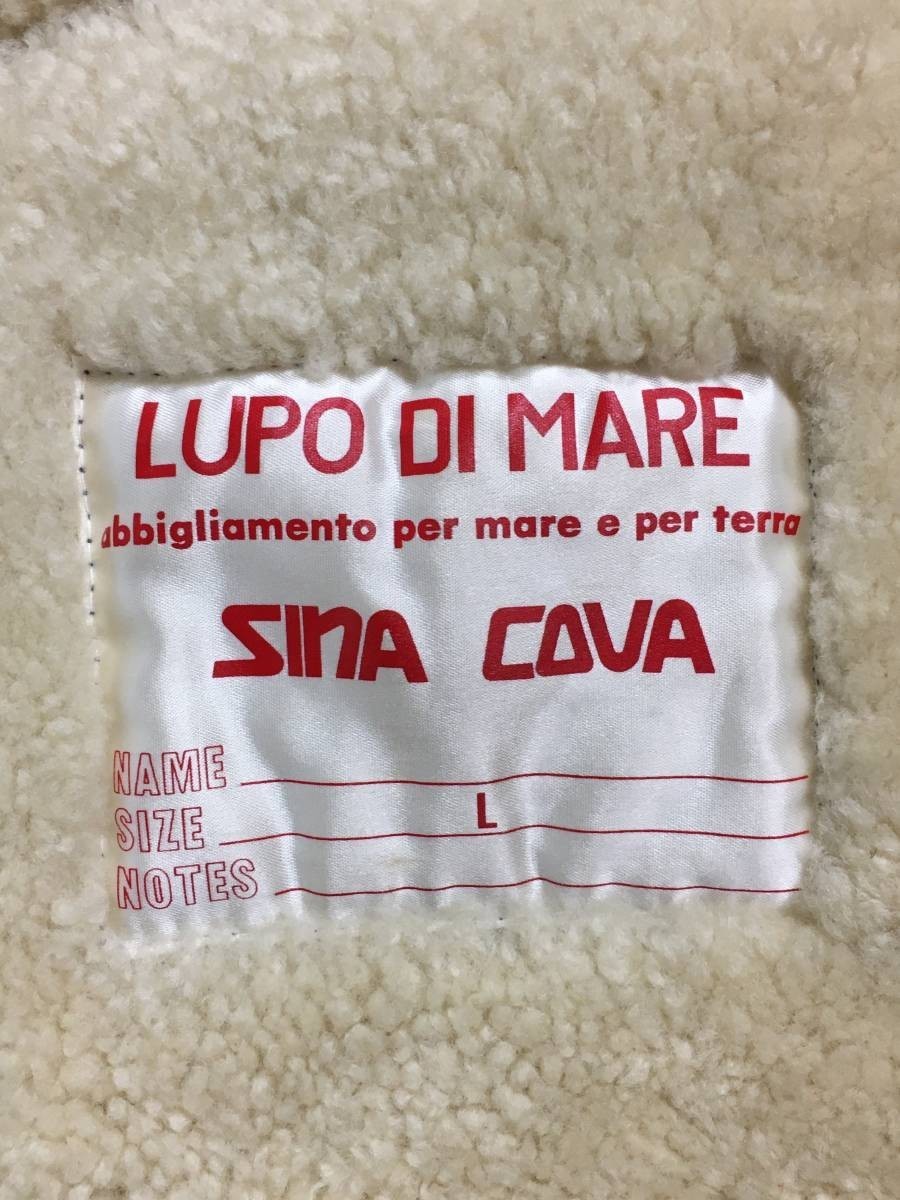 LUPO DI MARE
abbigliamento per mare e per terra
SINA COVA
NAME
SIZE L
NOTES